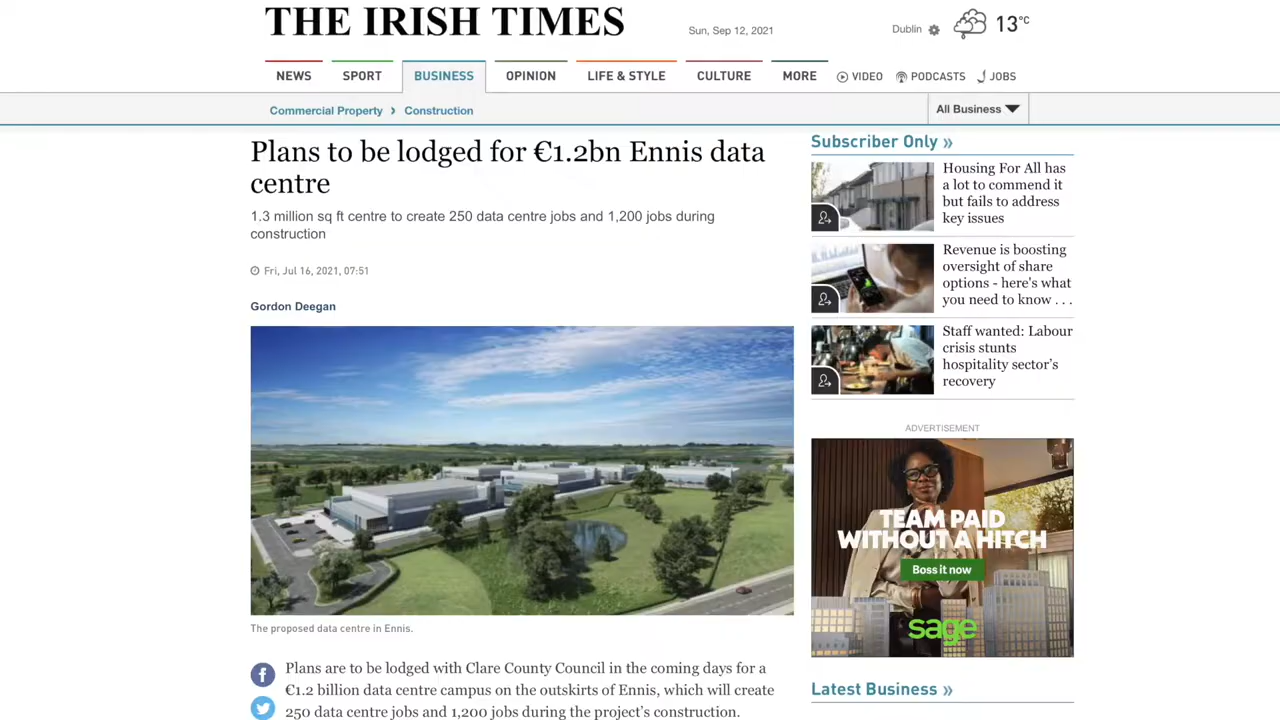 THE IRISH TIMES
Sun, Sep 12, 2021
Dublin
13°C
NEWS
SPORT
BUSINESS
OPINION
LIFE & STYLE
CULTURE
MORE
VIDEO
PODCASTS
JOBS
Commercial Property › Construction
All Business
Plans to be lodged for €1.2bn Ennis data
centre
1.3 million sq ft centre to create 250 data centre jobs and 1,200 jobs during
construction
Fri, Jul 16, 2021, 07:51
Gordon Deegan
The proposed data centre in Ennis.
Plans are to be lodged with Clare County Council in the coming days for a
€1.2 billion data centre campus on the outskirts of Ennis, which will create
250 data centre jobs and 1,200 jobs during the project's construction.
Subscriber Only »
Housing For All has
a lot to commend it
but fails to address
key issues
Revenue is boosting
oversight of share
options - here's what
you need to know . . .
Staff wanted: Labour
crisis stunts
hospitality sector's
recovery
ADVERTISEMENT
TEAM PAID
WITHOUT A HITCH
Boss it now
sage
Latest Business »